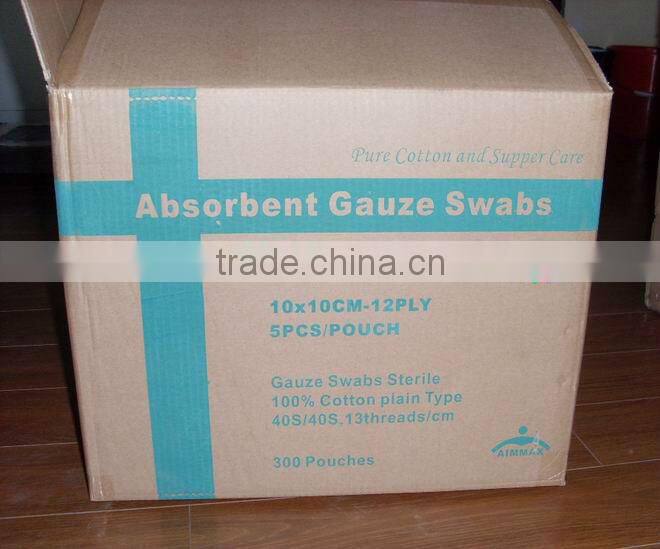 Pure Cotton and Supper Care
Absorbent Gauze Swabs
trade.china.cn
10x10CM-12PLY
5PCS/POUCH
Gauze Swabs Sterile
100% Cotton plain Type
40S/40S.13threads/cm
300 Pouches
AIMMAX